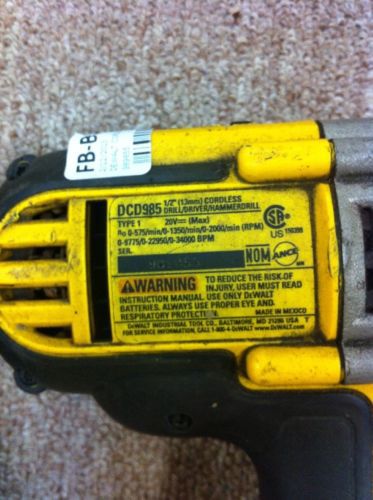 FB-B
DCD985 1/2" (13mm) CORDLESS
DRILL/DRIVER/HAMMERDRILL
TYPE 1 20V⎓ (Max)
n0 0-575/min/0-1350/min/0-2000/min (RPM)
0-9775/0-22950/0-34000 BPM
SER.
US
NOM
ANCE
WARNING TO REDUCE THE RISK OF
INJURY, USER MUST READ
INSTRUCTION MANUAL. USE ONLY DEWALT
BATTERIES. ALWAYS USE PROPER EYE AND
RESPIRATORY PROTECTI
MADE IN MEXICO
DEWALT INDUSTRIAL TOOL CO., BALTIMORE, MD 21286 USA
FOR SERVICE INFORMATION, CALL 1-800-4-DEWALT www.DEWALT